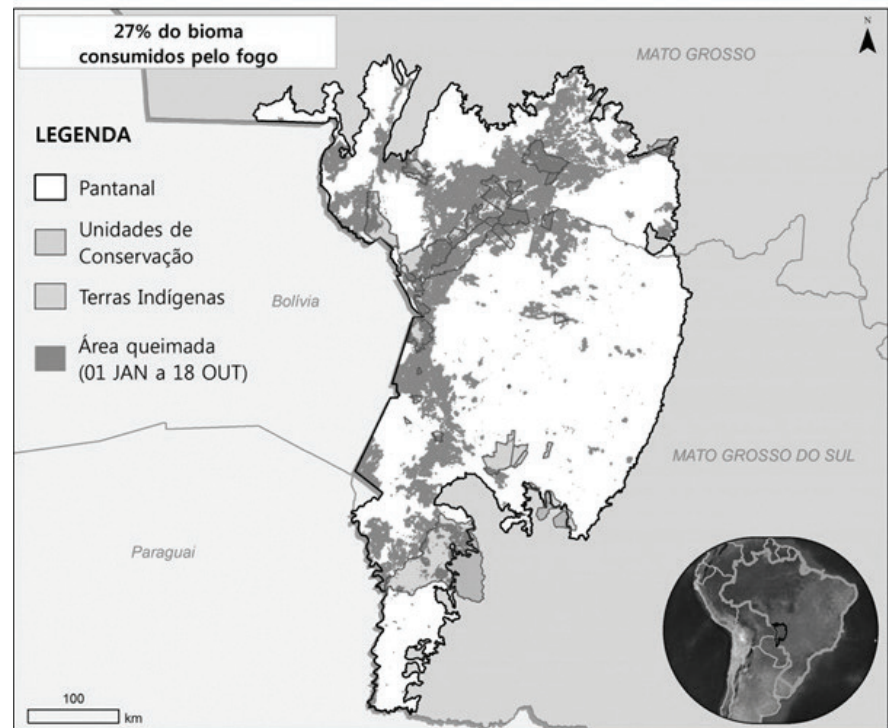 27% do bioma
consumidos pelo fogo
N
MATO GROSSO
LEGENDA
Pantanal
Unidades de
Conservação
Terras Indígenas
Bolívia
Área queimada
(01 JAN a 18 OUT)
MATO GROSSO DO SUL
Paraguai
100
km